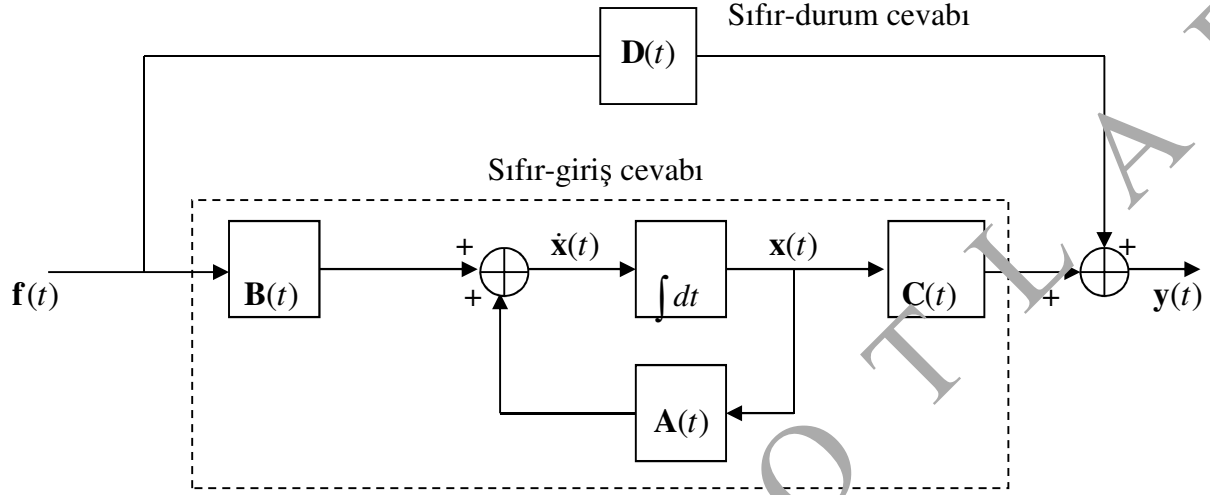 Sıfır-durum cevabı
D(t)
Sıfır-giriş cevabı
f(t)
B(t)
+
+
ẋ(t)
∫ dt
x(t)
C(t)
+
+
y(t)
A(t)
O T L A